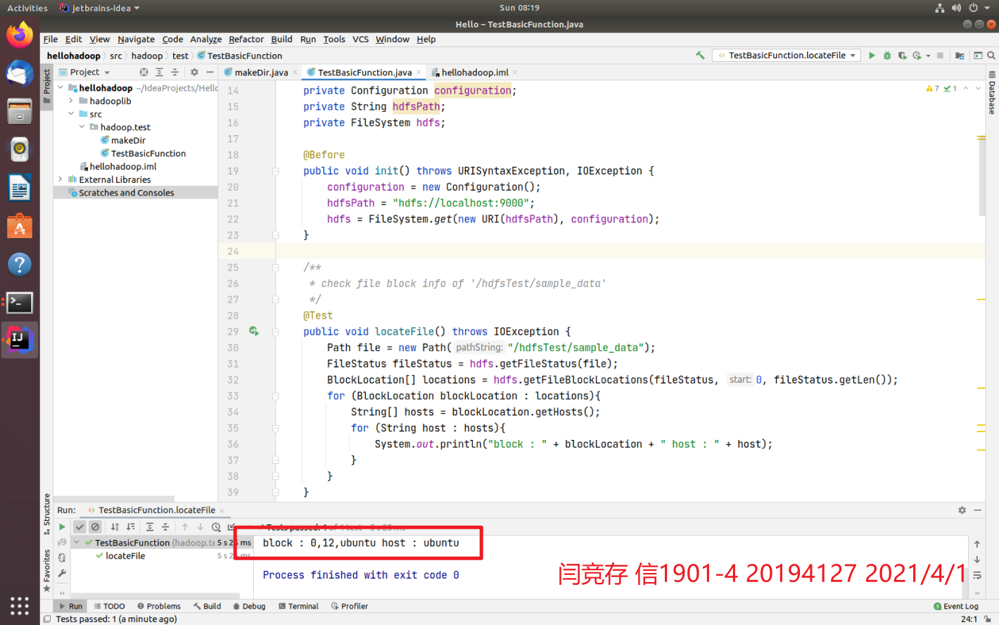 Activities
jetbrains-idea
Sun 08:19
Hello – TestBasicFunction.java
File Edit View Navigate Code Analyze Refactor Build Run Tools VCS Window Help
hellohadoop src hadoop test TestBasicFunction
TestBasicFunction.locateFile
Project
makeDir.java
TestBasicFunction.java
hellohadoop.iml
Project
Structure
Favorites
Database
hellohadoop ~/IdeaProjects/Hello
hadooplib
src
hadoop.test
makeDir
TestBasicFunction
hellohadoop.iml
External Libraries
Scratches and Consoles
7 1
14 private Configuration configuration;
15 private String hdfsPath;
16 private FileSystem hdfs;
17
18 @Before
19 public void init() throws URISyntaxException, IOException {
20 configuration = new Configuration();
21 hdfsPath = "hdfs://localhost:9000";
22 hdfs = FileSystem.get(new URI(hdfsPath), configuration);
23 }
24
25 /**
26 * check file block info of '/hdfsTest/sample_data'
27 */
28 @Test
29 public void locateFile() throws IOException {
30 Path file = new Path( pathString: "/hdfsTest/sample_data");
31 FileStatus fileStatus = hdfs.getFileStatus(file);
32 BlockLocation[] locations = hdfs.getFileBlockLocations(fileStatus, start: 0, fileStatus.getLen());
33 for (BlockLocation blockLocation : locations){
34 String[] hosts = blockLocation.getHosts();
35 for (String host : hosts){
36 System.out.println("block : " + blockLocation + " host : " + host);
37 }
38 }
39 }
Run: TestBasicFunction.locateFile
Tests passed: 1 of 1 test – 5 s 25 ms
TestBasicFunction (hadoop.te 5 s 25 ms
locateFile 5 s 25 ms
block : 0,12,ubuntu host : ubuntu
Process finished with exit code 0
闫竞存 信1901-4 20194127 2021/4/1
Run TODO Problems Build Debug Terminal Profiler
1 Event Log
Tests passed: 1 (a minute ago)
24:1